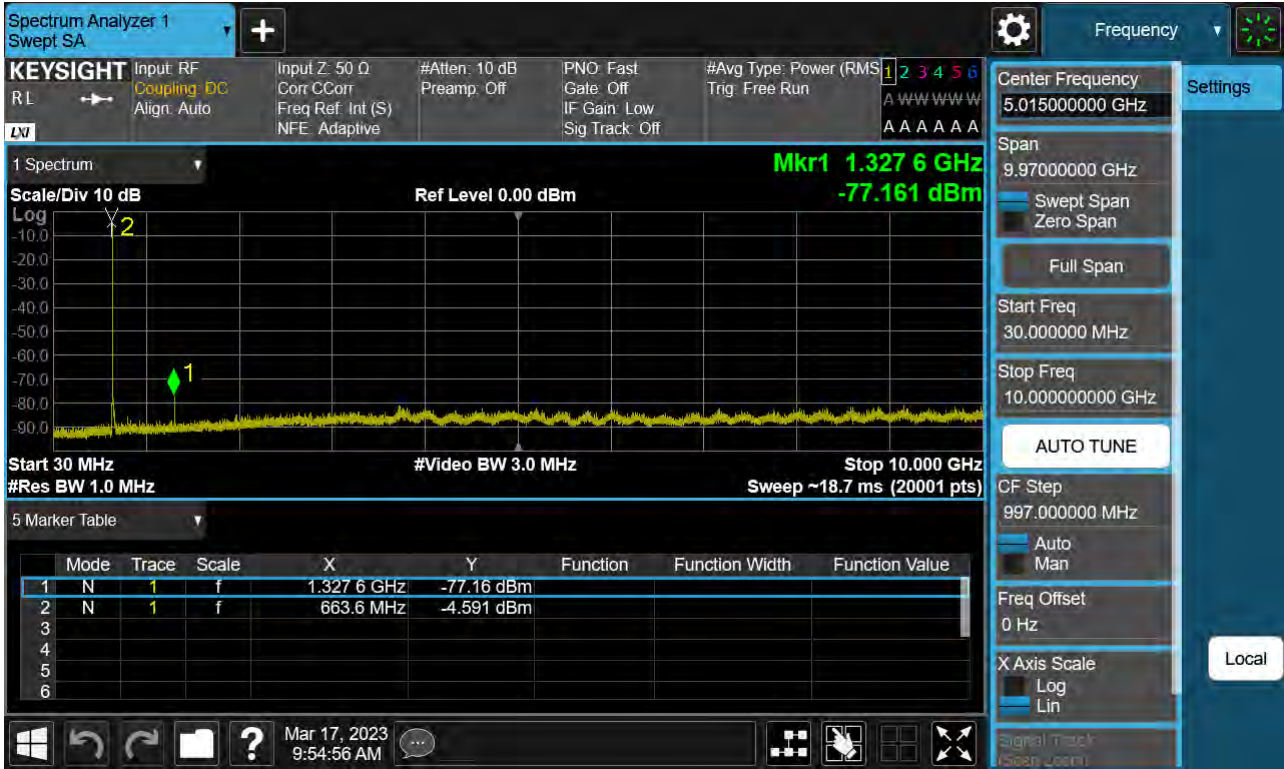 Spectrum Analyzer 1
Swept SA
+
Frequency
KEYSIGHT
RL
LXI
Input: RF
Coupling: DC
Align: Auto
Input Z: 50 Ω
Corr CCorr
Freq Ref: Int (S)
NFE: Adaptive
#Atten: 10 dB
Preamp: Off
PNO: Fast
Gate: Off
IF Gain: Low
Sig Track: Off
#Avg Type: Power (RMS
Trig: Free Run
1 2 3 4 5 6
A W W W W W
A A A A A A
1 Spectrum
Mkr1 1.327 6 GHz
Scale/Div 10 dB
Ref Level 0.00 dBm
-77.161 dBm
Log
-10.0
-20.0
-30.0
-40.0
-50.0
-60.0
-70.0
-80.0
-90.0
2
1
Start 30 MHz
#Video BW 3.0 MHz
Stop 10.000 GHz
#Res BW 1.0 MHz
Sweep ~18.7 ms (20001 pts)
5 Marker Table
Mode Trace Scale X Y Function Function Width Function Value
1 N 1 f 1.327 6 GHz -77.16 dBm
2 N 1 f 663.6 MHz -4.591 dBm
3
4
5
6
Mar 17, 2023
9:54:56 AM
?
Center Frequency
5.015000000 GHz
Span
9.97000000 GHz
Swept Span
Zero Span
Full Span
Start Freq
30.000000 MHz
Stop Freq
10.000000000 GHz
AUTO TUNE
CF Step
997.000000 MHz
Auto
Man
Freq Offset
0 Hz
X Axis Scale
Log
Lin
Signal Track
(Span Zoom)
Settings
Local